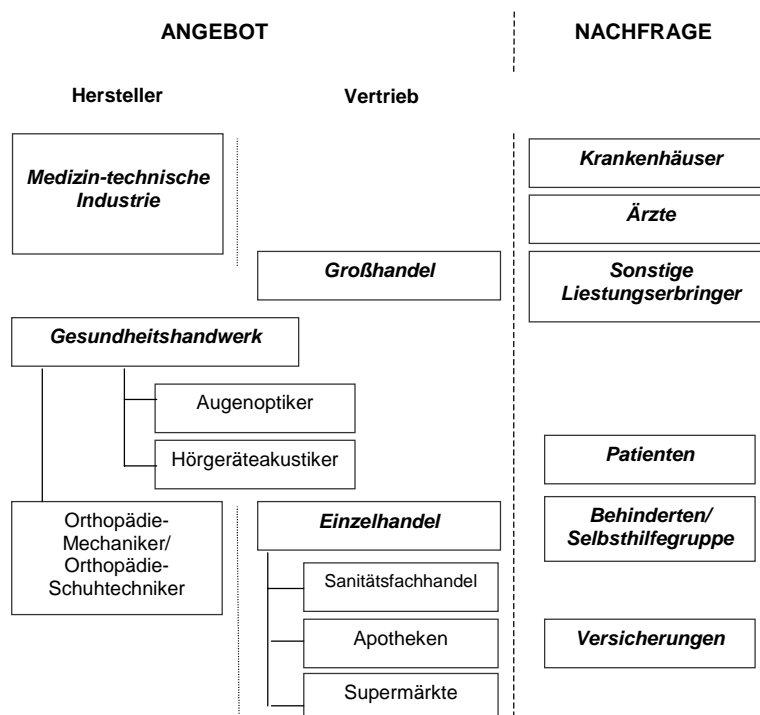 ANGEBOT
NACHFRAGE
Hersteller
Vertrieb
Medizin-technische
Industrie
Krankenhäuser
Ärzte
Großhandel
Sonstige
Liestungserbringer
Gesundheitshandwerk
Augenoptiker
Hörgeräteakustiker
Patienten
Orthopädie-
Mechaniker/
Orthopädie-
Schuhtechniker
Einzelhandel
Behinderten/
Selbsthilfegruppe
Sanitätsfachhandel
Apotheken
Versicherungen
Supermärkte